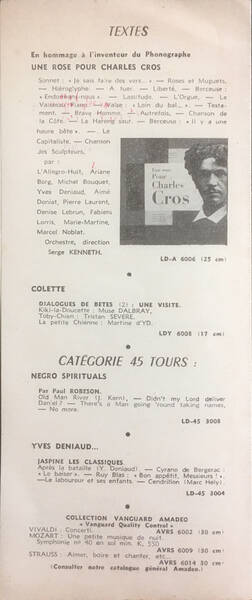 TEXTES
En hommage à l'inventeur du Phonographe
UNE ROSE POUR CHARLES CROS
Sonnet : « Je sais faire des vers... » — Roses et Muguets,
— Hiéroglyphe — A tuer. — Liberté. — Berceuse :
« Endormons-nous ». — Lassitude. — L'Orgue. — Le
Vaisseau — Valse : « Loin du bal... ». — Testa-
ment. — Brave Homme. — Autrefois. — Chanson de
la Côte. — Le Hareng saur. — Berceuse : « Il y a une
heure bête ». — Le
Capitaliste. — Chanson
des Sculpteurs.
par :
L'Allegro-Huit, Ariane
Borg, Michel Bouquet,
Yves Deniaud, Aimé
Doniat, Pierre Laurent,
Denise Lebrun, Fabienś
Lorris, Marie-Martine,
Marcel Noblat.
Orchestre, direction
Serge KENNETH.
Une rose
Pour
Charles
Cros
LD-A 6006 (25 cm)
COLETTE
DIALOGUES DE BETES (2) : UNE VISITE.
Kiki-la-Doucette : Muse DALBRAY,
Toby-Chien : Tristan SEVERE.
La petite Chienne : Martine d'YD.
LDY 6008 (17 cm)
CATÉGORIE 45 TOURS :
NEGRO SPIRITUALS
Par Paul ROBESON.
Old Man River (J. Kern). — Didn't my Lord deliver
Daniel ? — There's a Man going 'round taking names.
— No more.
LD-45 3008
YVES DENIAUD...
JASPINE LES CLASSIQUES
Après la bataille (Y. Deniaud) — Cyrano de Bergerac :
« Le baiser ». — Ruy Blas : « Bon appétit, Messieurs ! »
—Le laboureur et ses enfants — Cendrillon (Marc Hely).
LD-45 3004
COLLECTION VANGUARD AMADEO
« Vanguard Quality Control »
VIVALDI : Concerti.
AVRS 6002 (30 cm)
MOZART : Une petite musique de nuit.
Symphonie nº 40 en sol min. K. 550
AVRS 6009 (30 cm)
STRAUSS : Aimer, boire et chanter, etc...
AVRS 6014 30 cm)
(Consulter notre catalogue général Amadeo.)